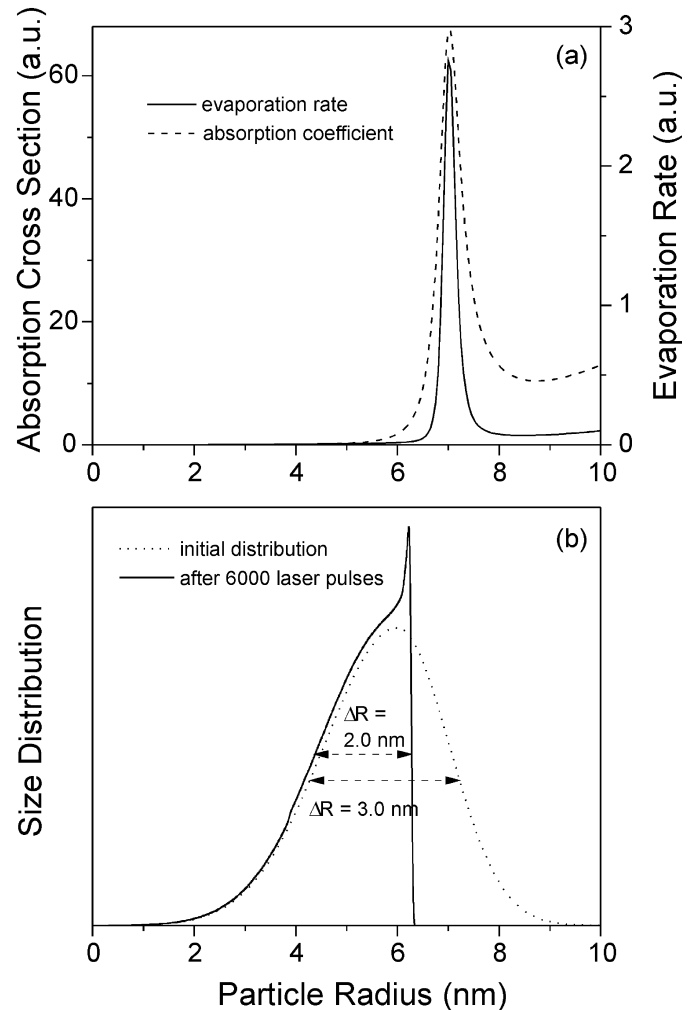 (a)
evaporation rate
absorption coefficient
Absorption Cross Section (a.u.)
60
40
20
0
3
2
1
0
Evaporation Rate (a.u.)
0 2 4 6 8 10
(b)
initial distribution
after 6000 laser pulses
Size Distribution
ΔR =
2.0 nm
ΔR = 3.0 nm
0 2 4 6 8 10
Particle Radius (nm)